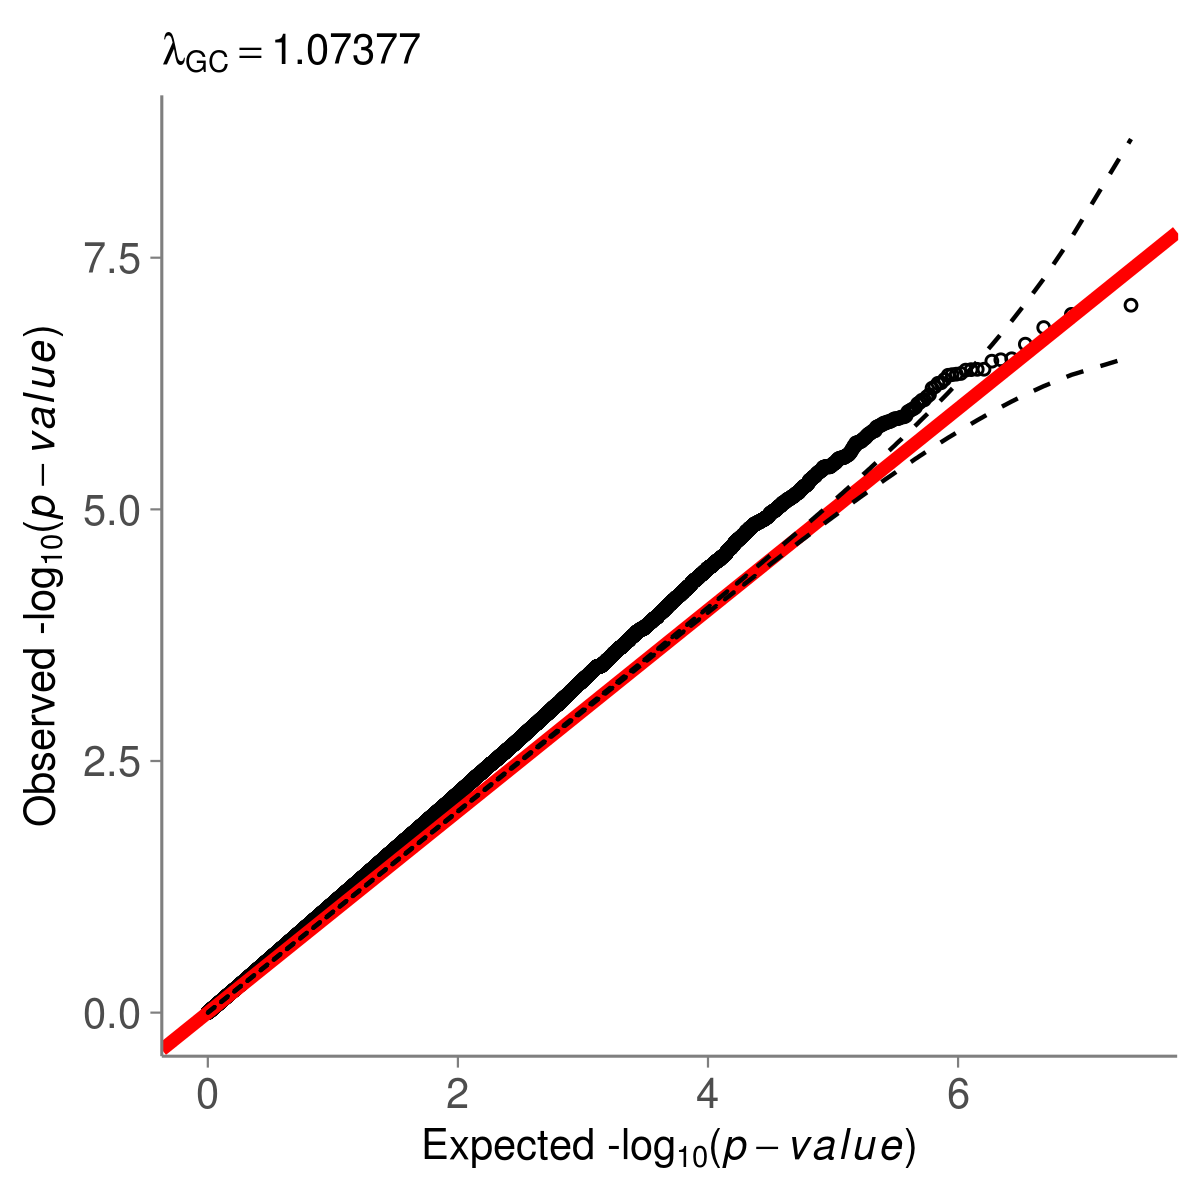 λGC = 1.07377
7.5
5.0
2.5
0.0
Observed -log10(p − value)
0 2 4 6
Expected -log10(p − value)